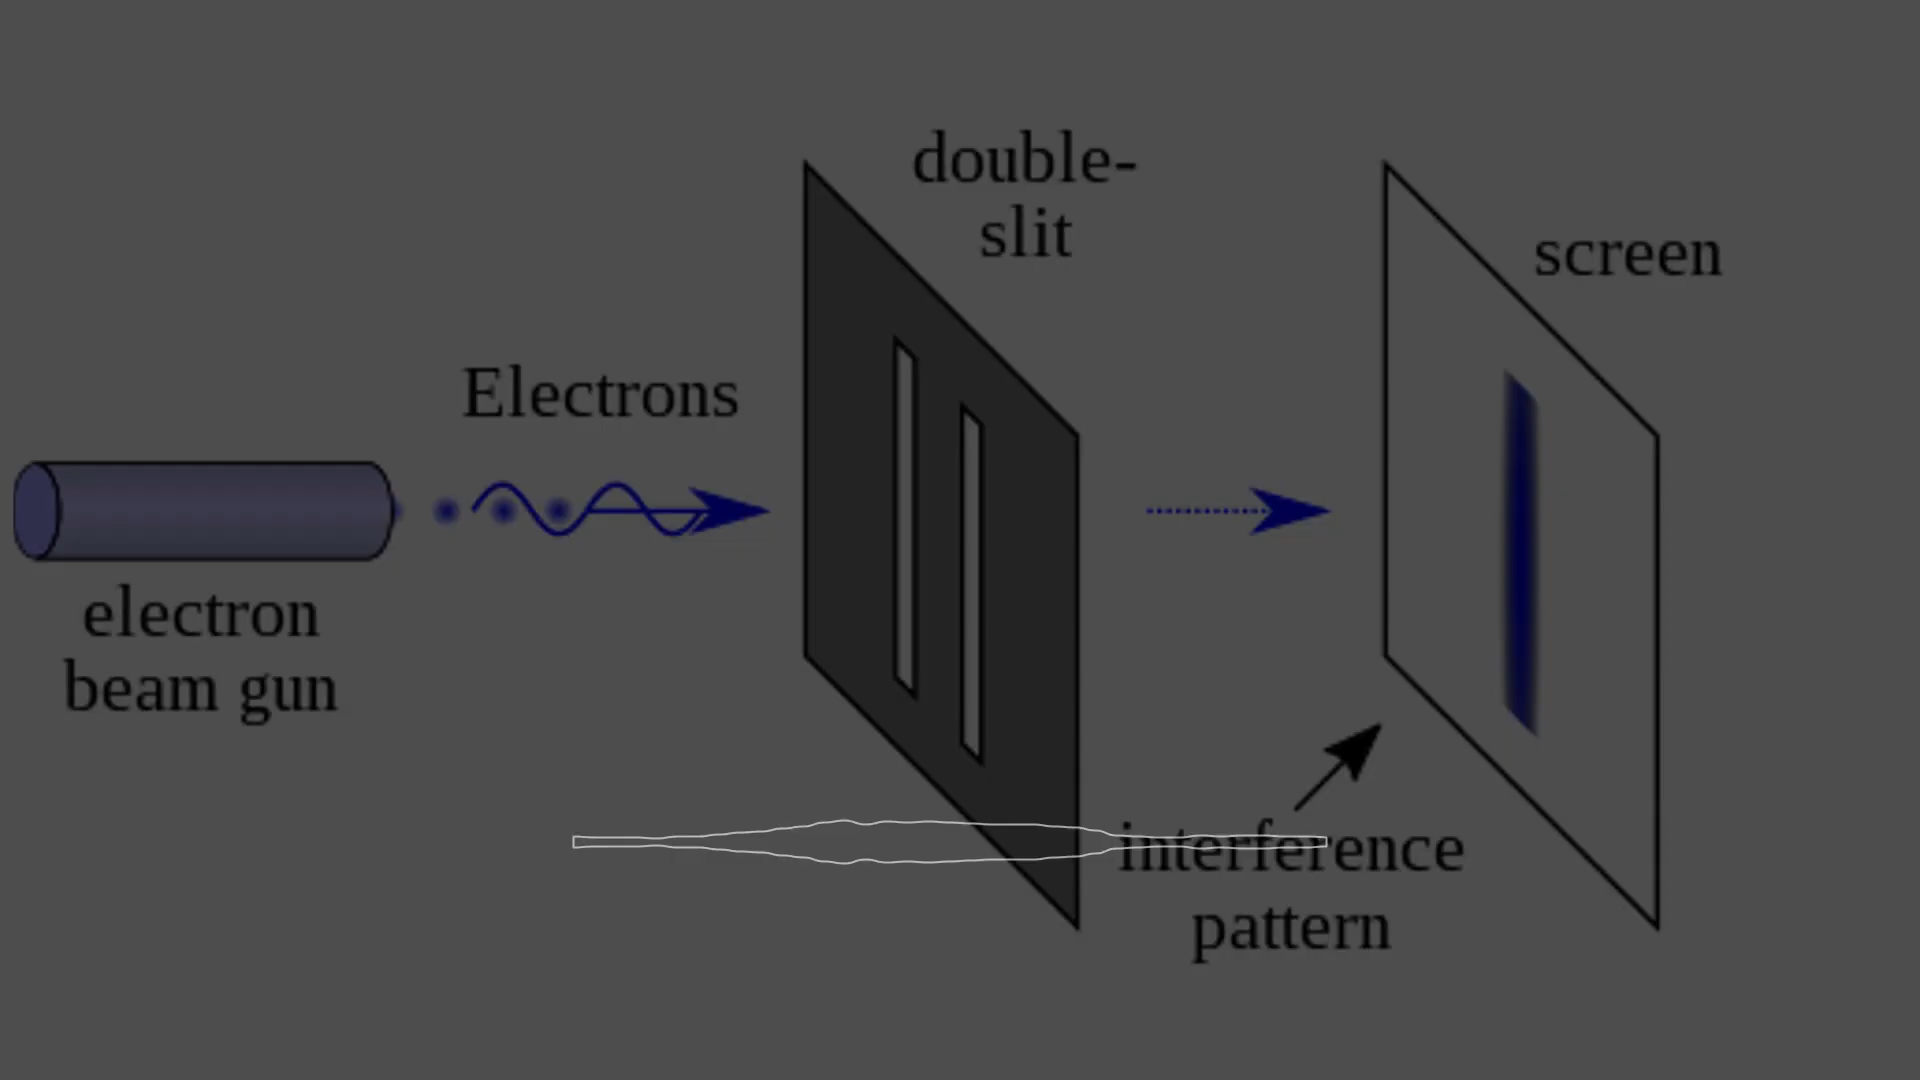 double-
slit
screen
Electrons
electron
beam gun
interference
pattern